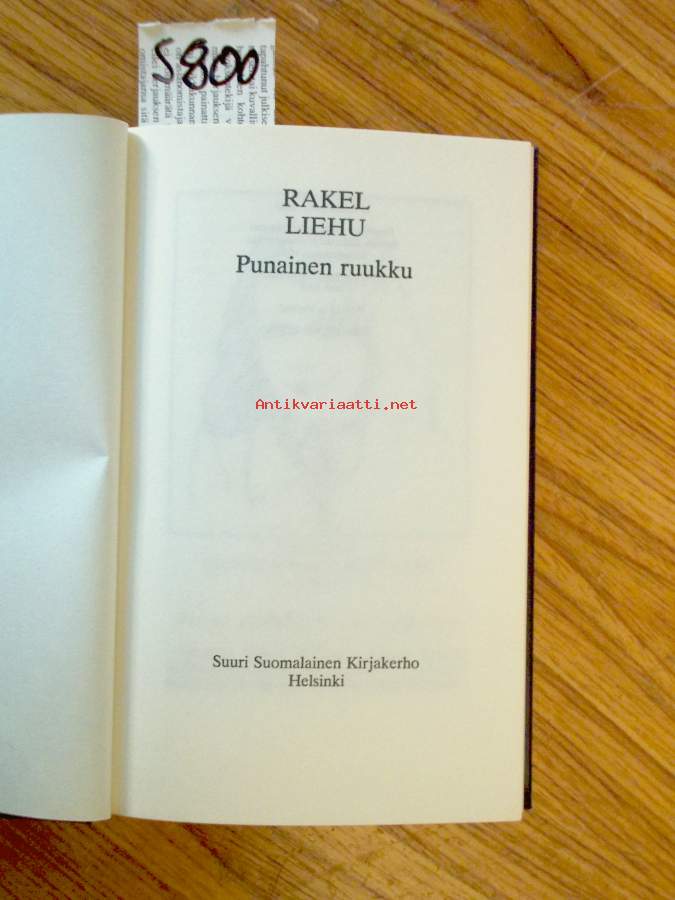 S800
RAKEL
LIEHU
Punainen ruukku
Antikvariaatti.net
Suuri Suomalainen Kirjakerho
Helsinki